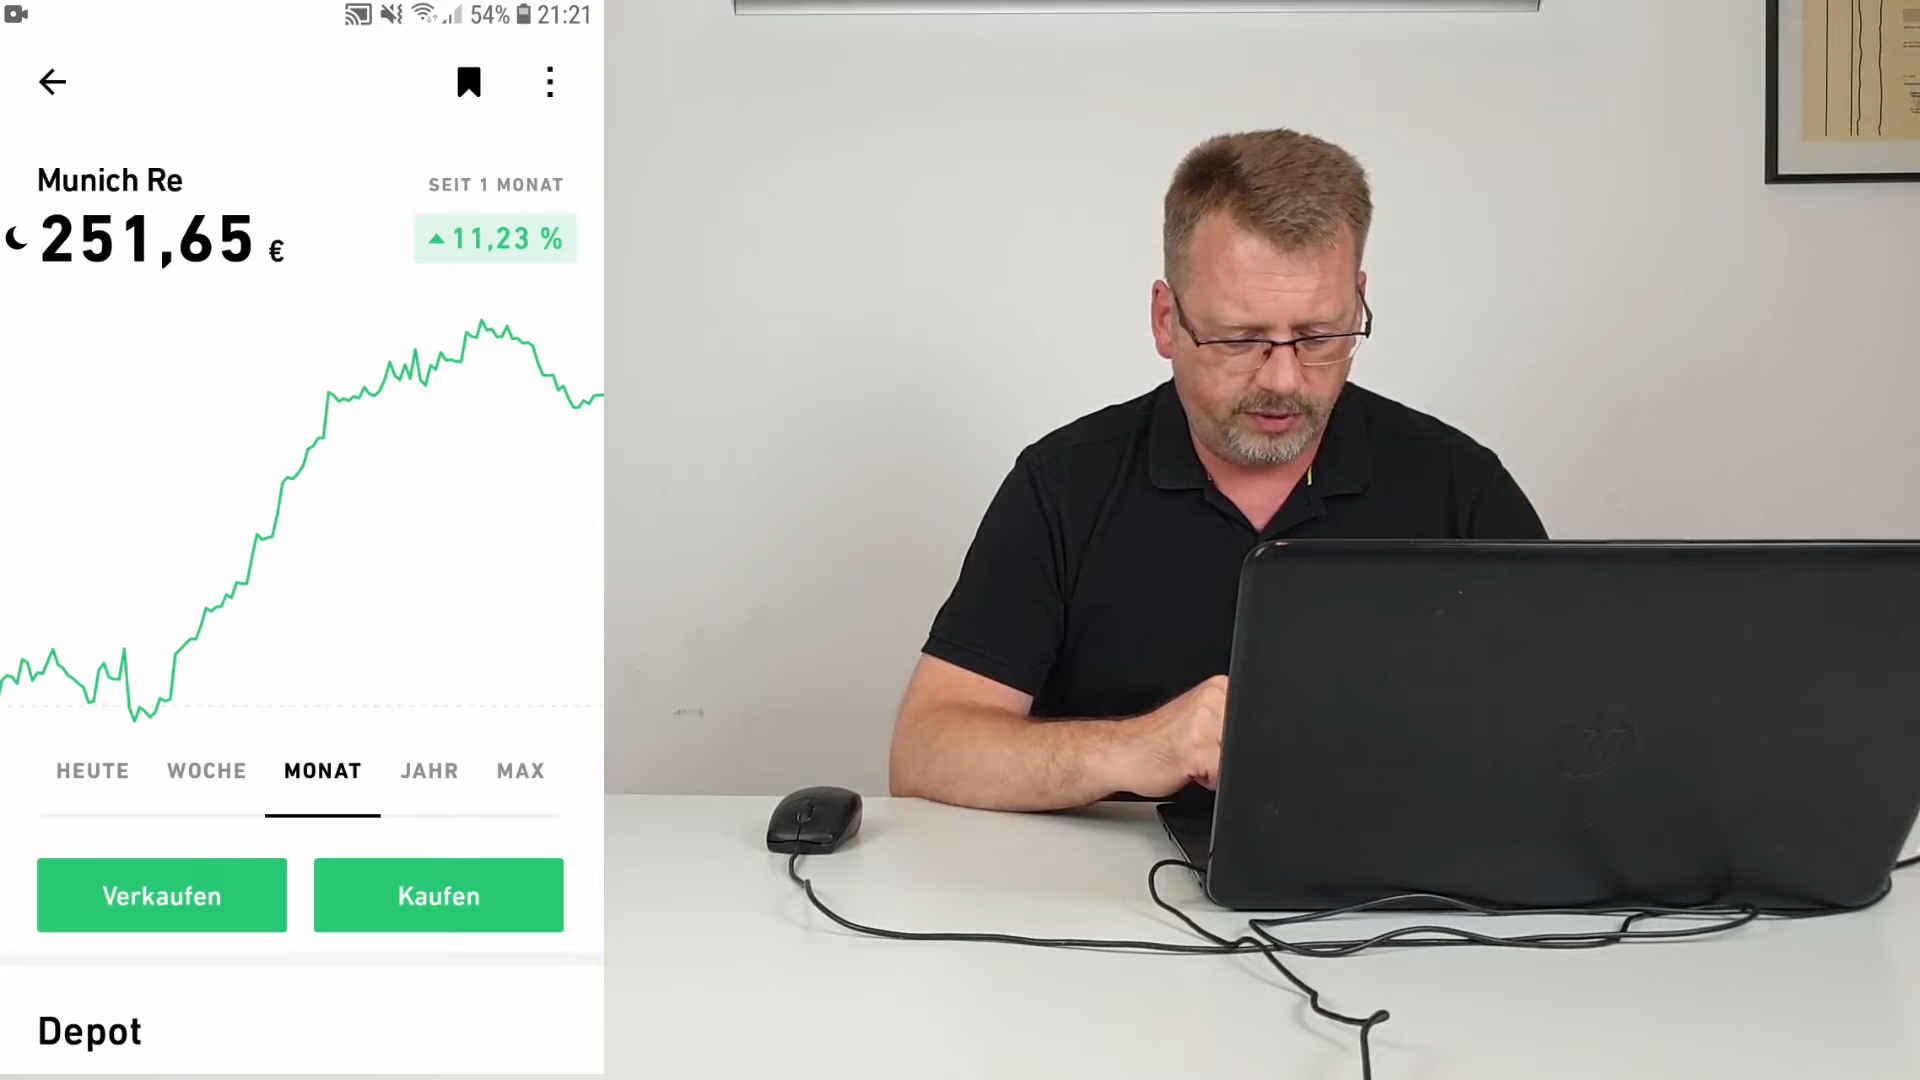 54% 21:21
Munich Re
SEIT 1 MONAT
251,65 €
11,23 %
HEUTE WOCHE MONAT JAHR MAX
Verkaufen Kaufen
Depot